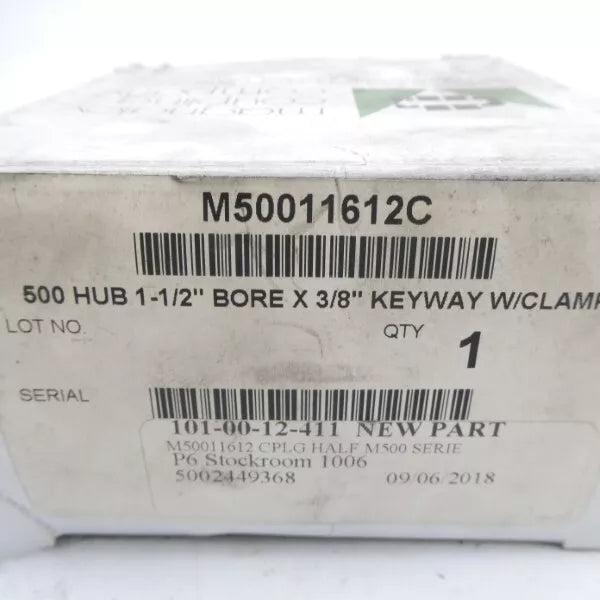 M50011612C
500 HUB 1-1/2" BORE X 3/8" KEYWAY W/CLAMP
LOT NO.
QTY
1
SERIAL
101-00-12-411 NEW PART
M50011612 CPLG HALF M500 SERIE
P6 Stockroom 1006
5002449368 09/06/2018